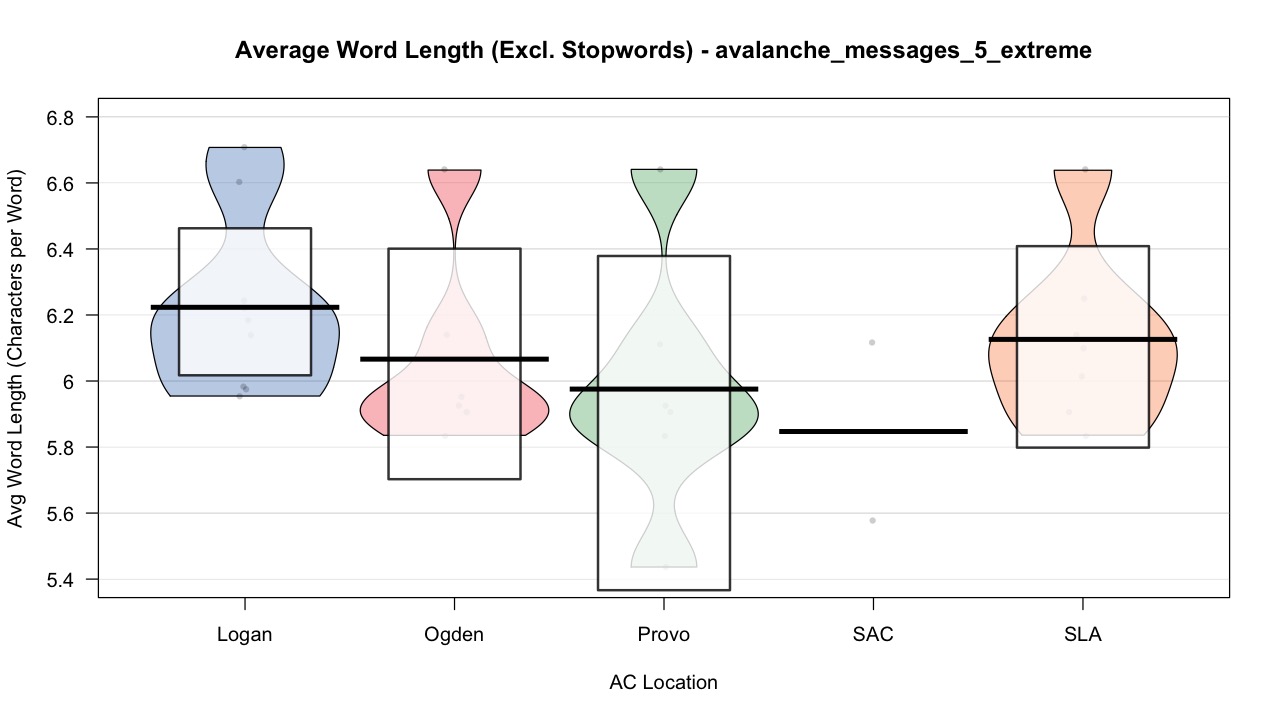 Average Word Length (Excl. Stopwords) - avalanche_messages_5_extreme
Avg Word Length (Characters per Word)
6.8
6.6
6.4
6.2
6
5.8
5.6
5.4
Logan Ogden Provo SAC SLA
AC Location